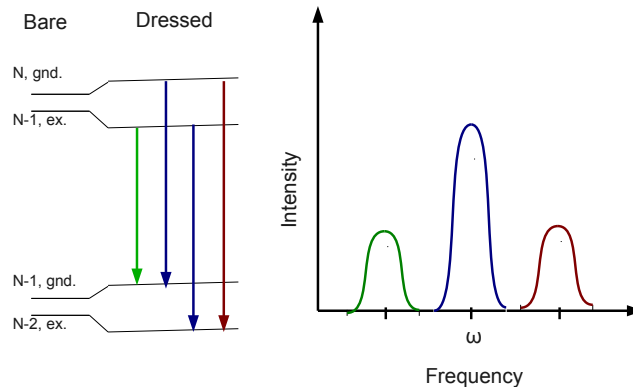 Bare
Dressed
N, gnd.
N-1, ex.
N-1, gnd.
N-2, ex.
Intensity
ω
Frequency